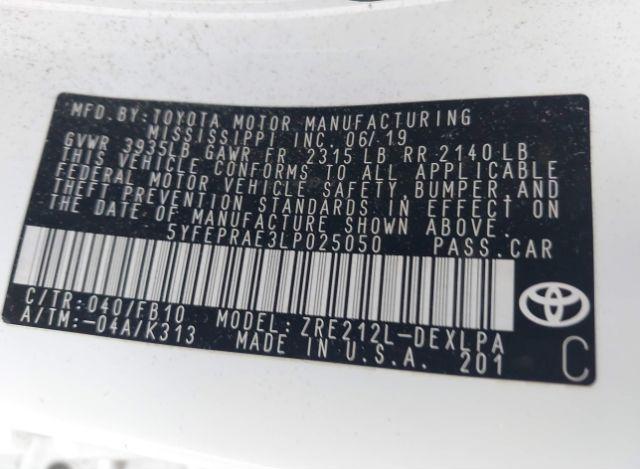 MFD.BY:TOYOTA MOTOR MANUFACTURING
MISSISSIPPI INC 06/19
GVWR 3935LB GAWR FR 2315 LB RR 2140 LB
THIS VEHICLE CONFORMS TO ALL APPLICABLE
FEDERAL MOTOR VEHICLE SAFETY, BUMPER AND
THEFT PREVENTION STANDARDS IN EFFECT ON
THE DATE OF MANUFACTURE SHOWN ABOVE.
5YFEPRAE3LP025050 PASS.CAR
C/TR:040/FB10 MODEL: ZRE212L-DEXLPA
A/TM:-04A/K313 MADE IN U.S.A. 201
C